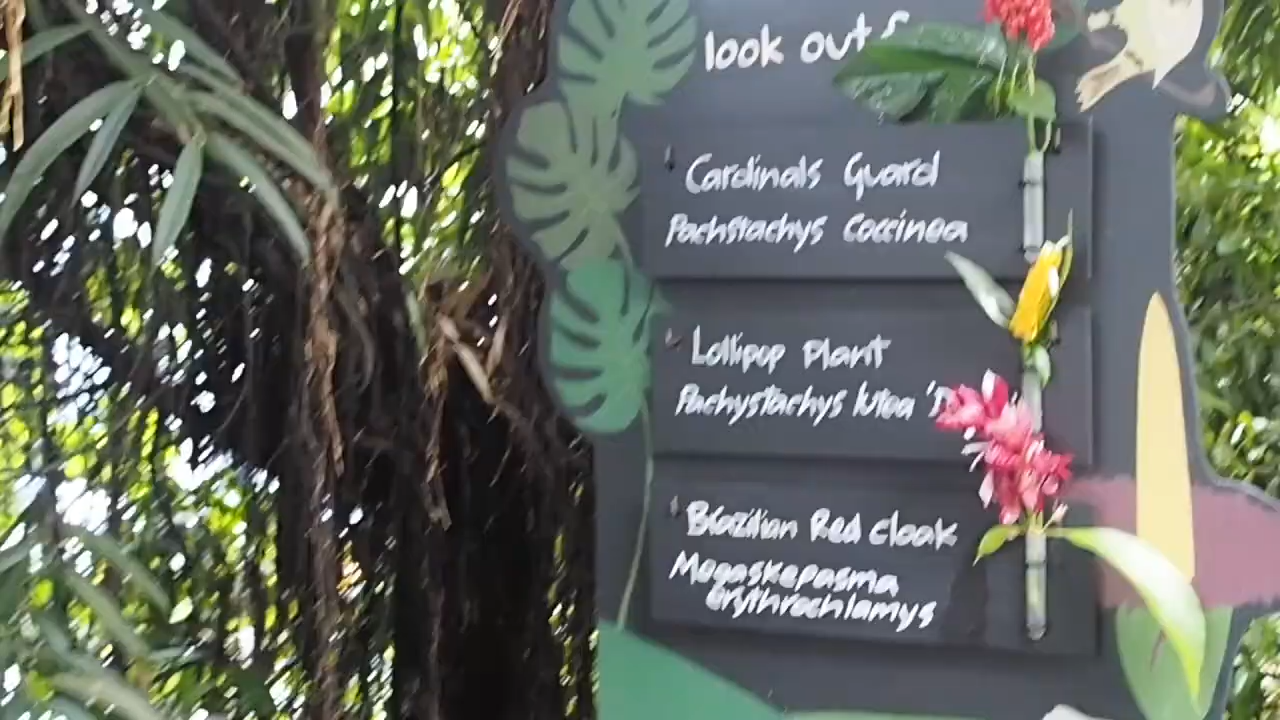 look out
Cardinals Guard
Pachstachys Coccinea
Lollipop Plant
Pachystachys lutea
Brazilian Red cloak
Megaskepasma
erythrochlamys